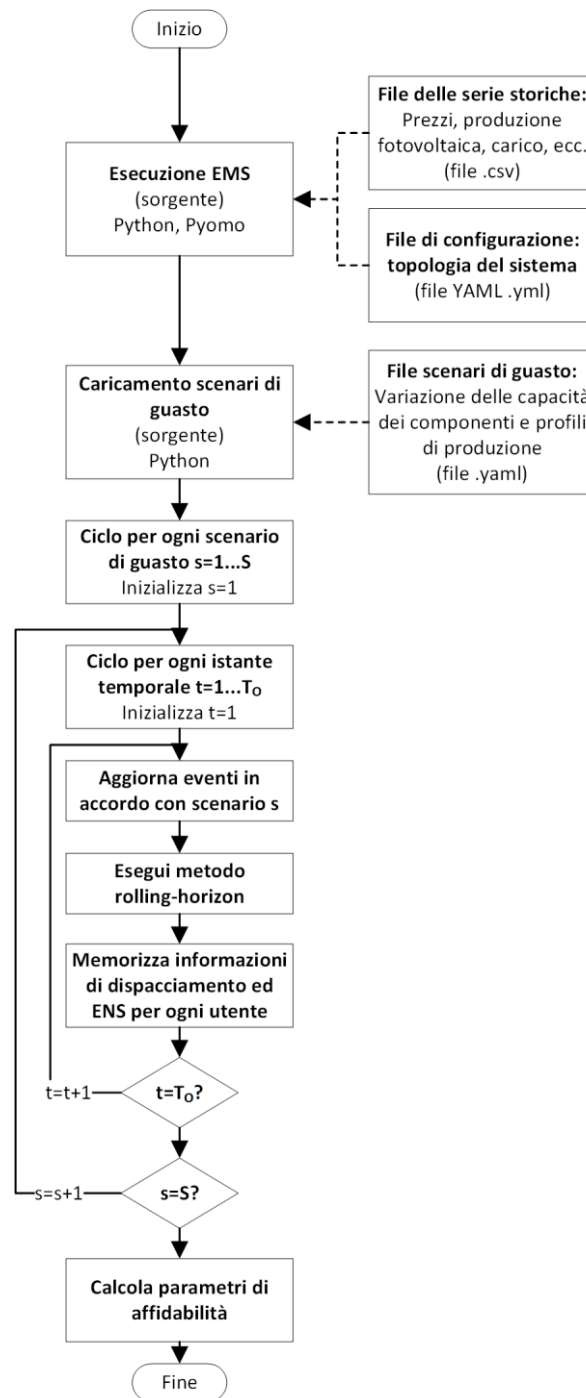 Inizio
File delle serie storiche:
Prezzi, produzione
fotovoltaica, carico, ecc.
(file .csv)
Esecuzione EMS
(sorgente)
Python, Pyomo
File di configurazione:
topologia del sistema
(file YAML .yml)
Caricamento scenari di
guasto
(sorgente)
Python
File scenari di guasto:
Variazione delle capacità
dei componenti e profili
di produzione
(file .yaml)
Ciclo per ogni scenario
di guasto s=1...S
Inizializza s=1
Ciclo per ogni istante
temporale t=1...TO
Inizializza t=1
Aggiorna eventi in
accordo con scenario s
Esegui metodo
rolling-horizon
Memorizza informazioni
di dispacciamento ed
ENS per ogni utente
t=t+1
t=TO?
s=s+1
s=S?
Calcola parametri di
affidabilità
Fine